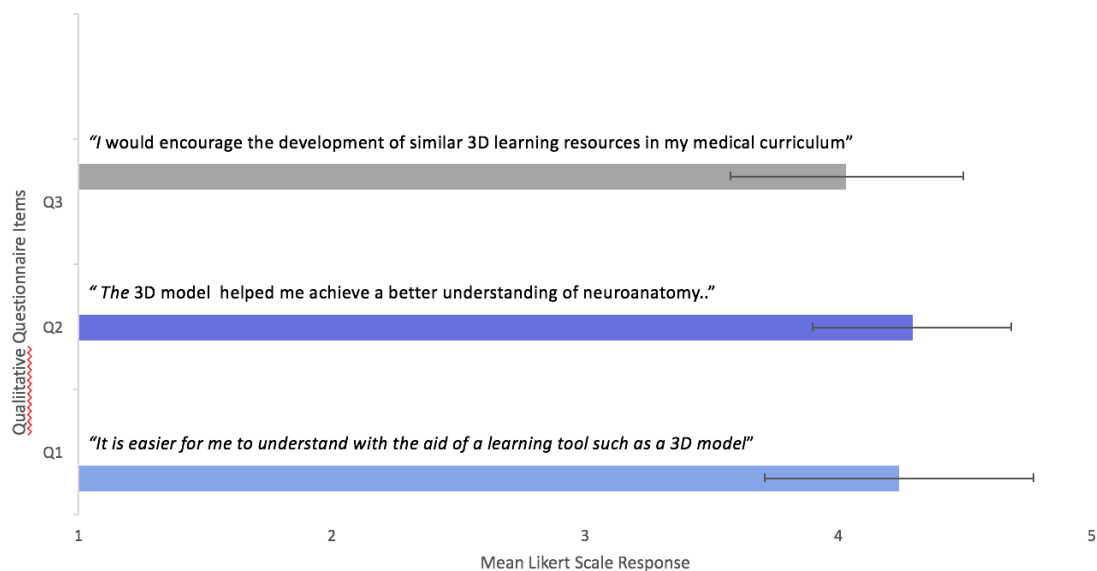 “I would encourage the development of similar 3D learning resources in my medical curriculum”
Q3
“ The 3D model  helped me achieve a better understanding of neuroanatomy..”
Q2
“It is easier for me to understand with the aid of a learning tool such as a 3D model”
Q1
Qualiitative Questionnaire Items
1 2 3 4 5
Mean Likert Scale Response